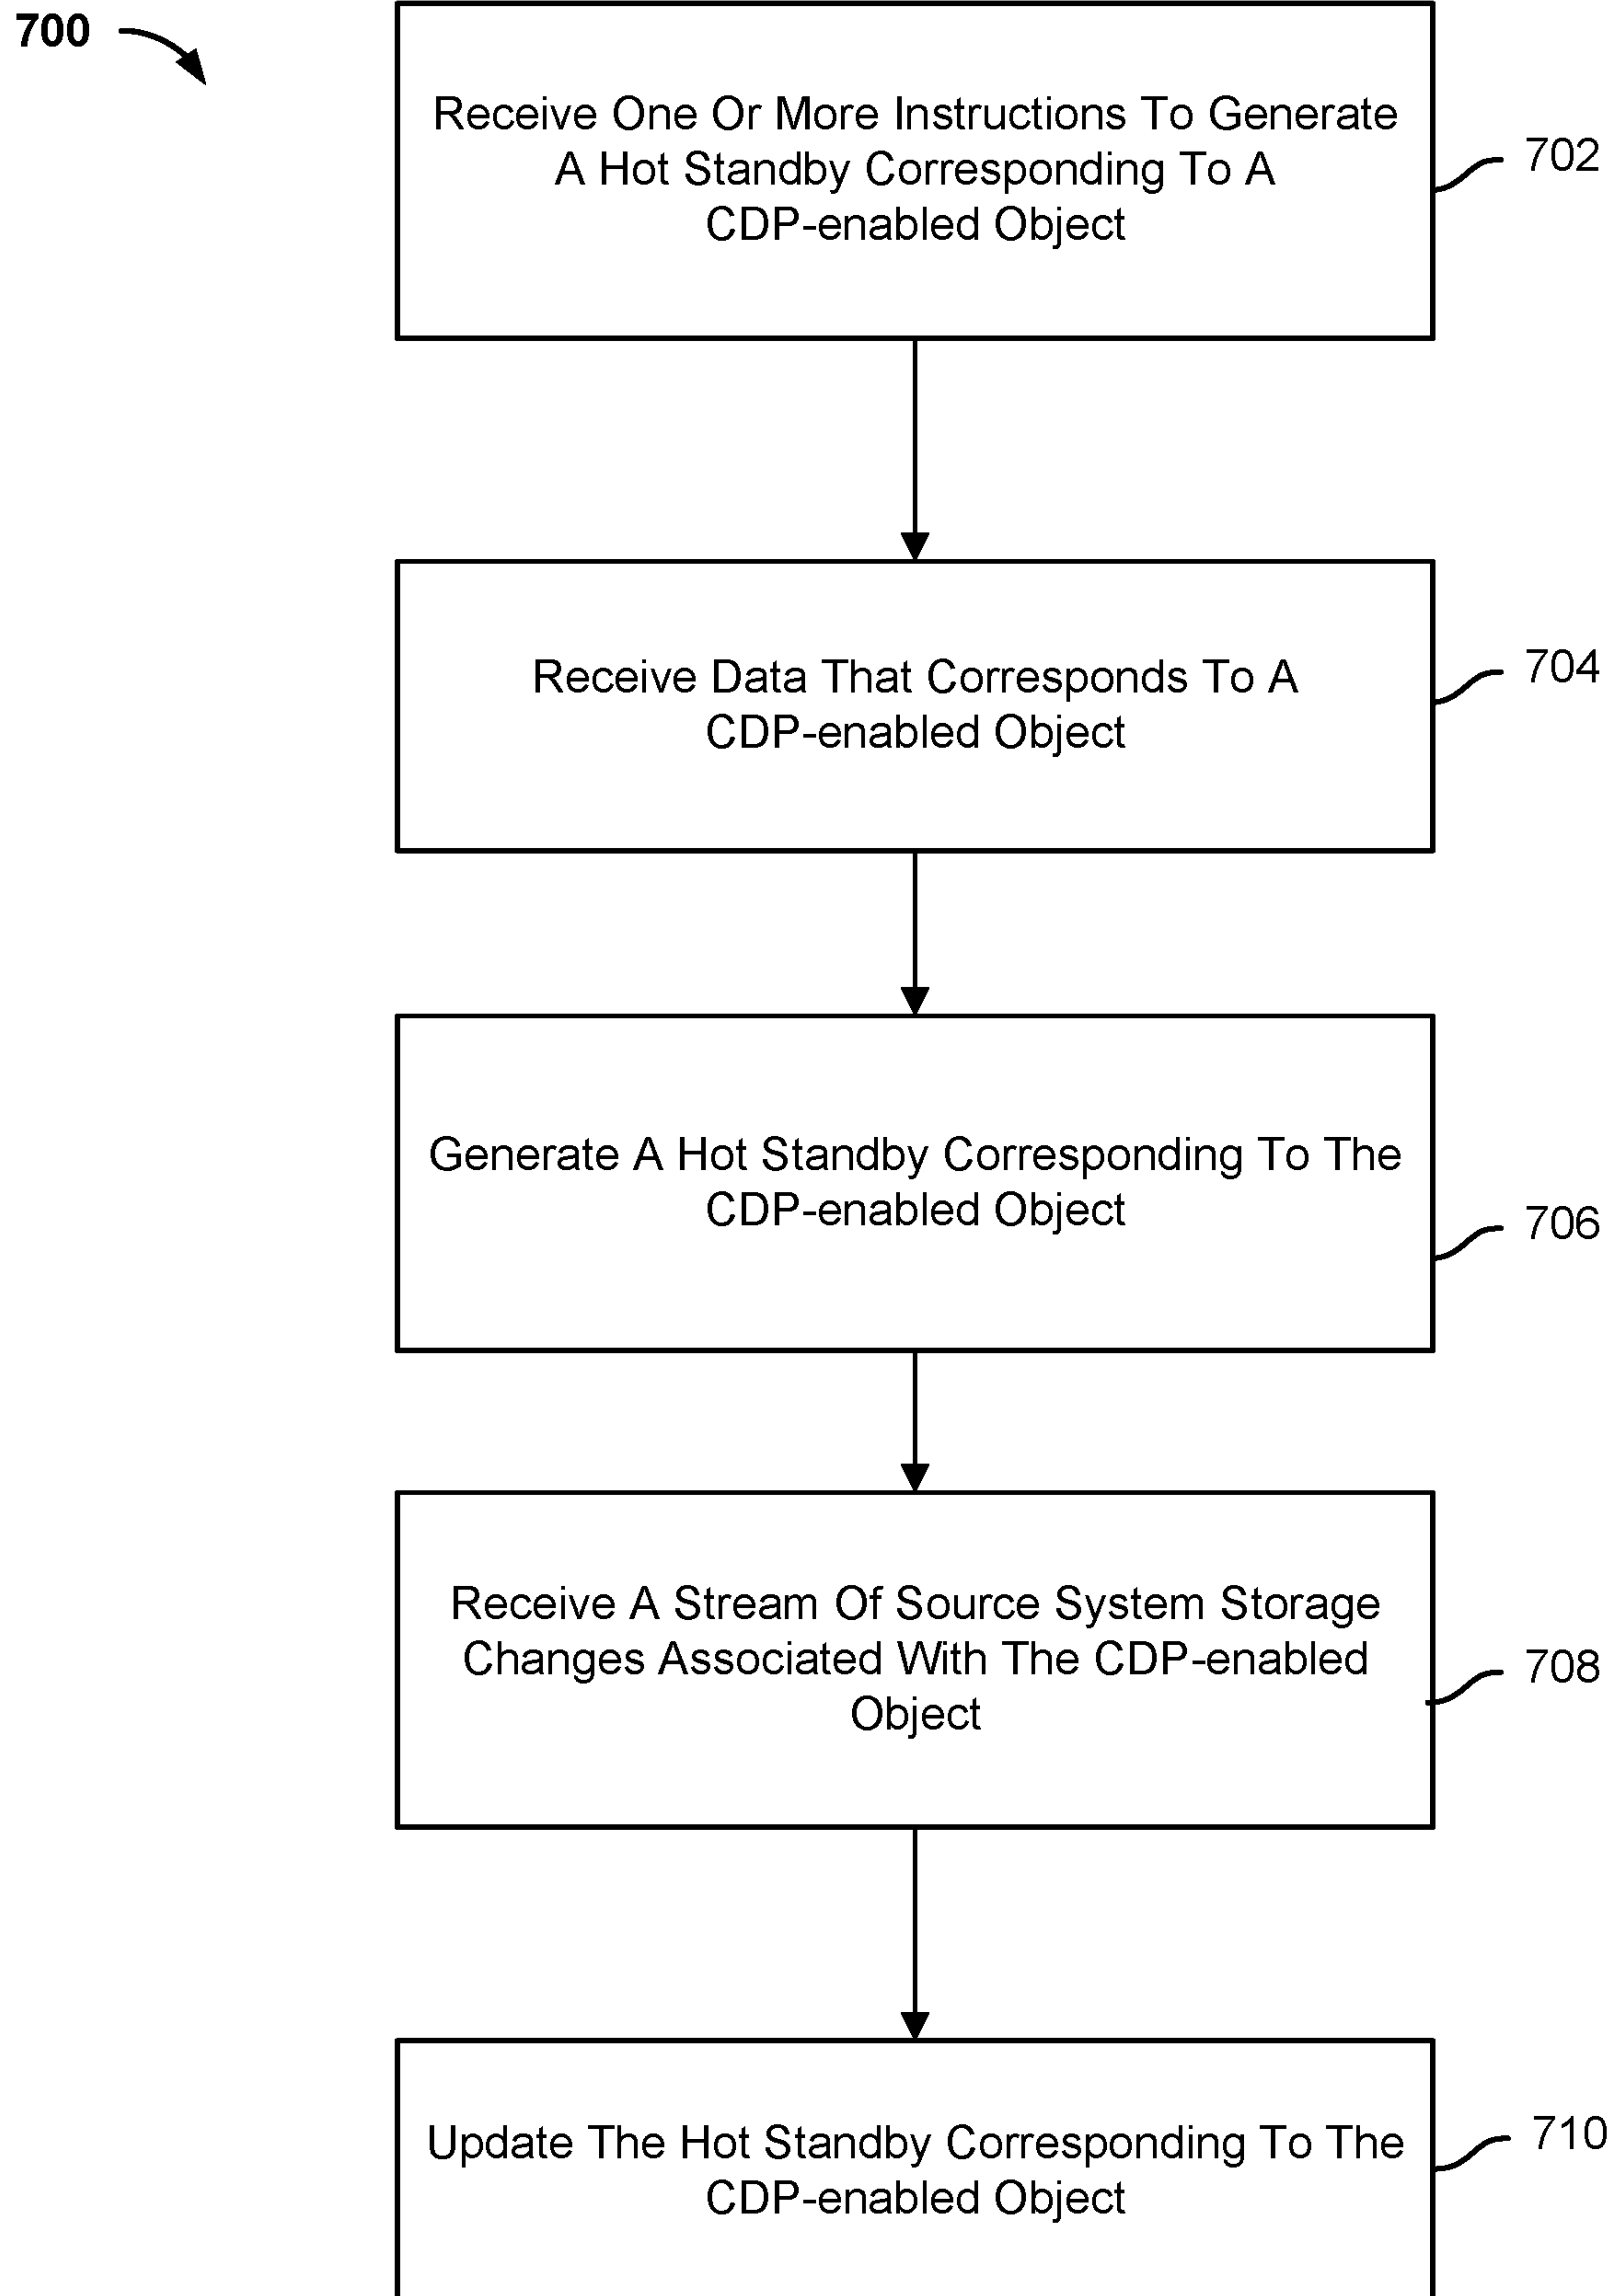 700
Receive One Or More Instructions To Generate
A Hot Standby Corresponding To A
CDP-enabled Object
702
Receive Data That Corresponds To A
CDP-enabled Object
704
Generate A Hot Standby Corresponding To The
CDP-enabled Object
706
Receive A Stream Of Source System Storage
Changes Associated With The CDP-enabled
Object
708
Update The Hot Standby Corresponding To The
CDP-enabled Object
710